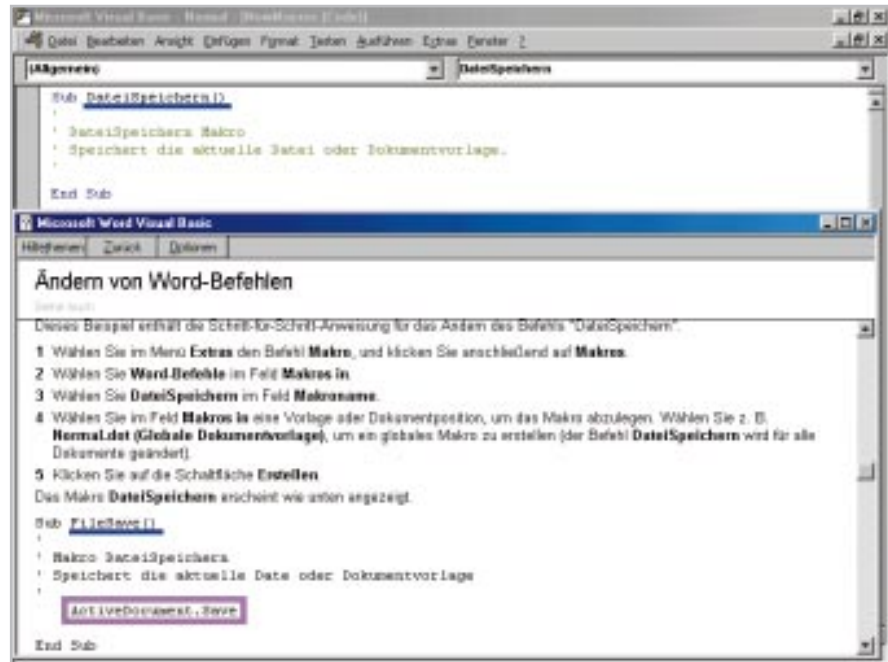 Microsoft Visual Basic - Normal - [NewMacros (Code)]
Datei Bearbeiten Ansicht Einfügen Format Testen Ausführen Extras Fenster ?
(Allgemein) DateiSpeichern
Sub DateiSpeichern()
'
' DateiSpeichern Makro
' Speichert die aktuelle Datei oder Dokumentvorlage.
'
End Sub
Microsoft Word Visual Basic
Hilfethemen Zurück Optionen
Ändern von Word-Befehlen
Siehe auch
Dieses Beispiel enthält die Schritt-für-Schritt-Anweisung für das Ändern des Befehls "DateiSpeichern".
1 Wählen Sie im Menü Extras den Befehl Makro, und klicken Sie anschließend auf Makros.
2 Wählen Sie Word-Befehle im Feld Makros in.
3 Wählen Sie DateiSpeichern im Feld Makroname.
4 Wählen Sie im Feld Makros in eine Vorlage oder Dokumentposition, um das Makro abzulegen. Wählen Sie z. B.
Normal.dot (Globale Dokumentvorlage), um ein globales Makro zu erstellen (der Befehl DateiSpeichern wird für alle
Dokumente geändert).
5 Klicken Sie auf die Schaltfläche Erstellen.
Das Makro DateiSpeichern erscheint wie unten angezeigt.
Sub FileSave()
'
' Makro DateiSpeichern
' Speichert die aktuelle Date oder Dokumentvorlage
'
ActiveDocument.Save
End Sub